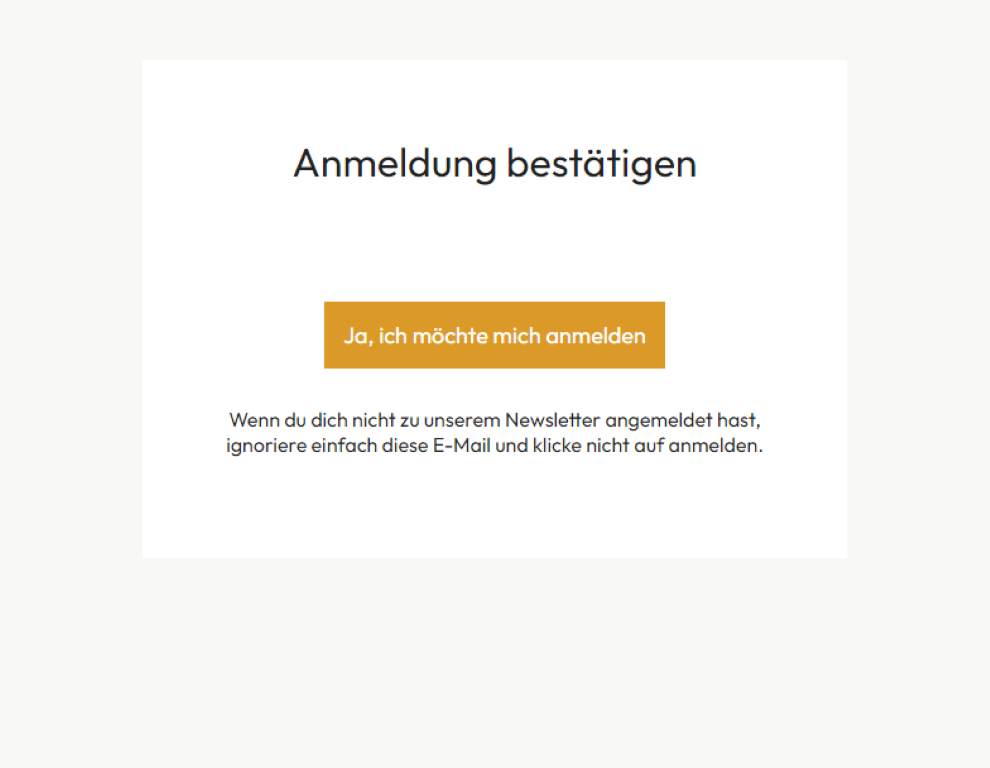 Anmeldung bestätigen
Ja, ich möchte mich anmelden
Wenn du dich nicht zu unserem Newsletter angemeldet hast,
ignoriere einfach diese E-Mail und klicke nicht auf anmelden.